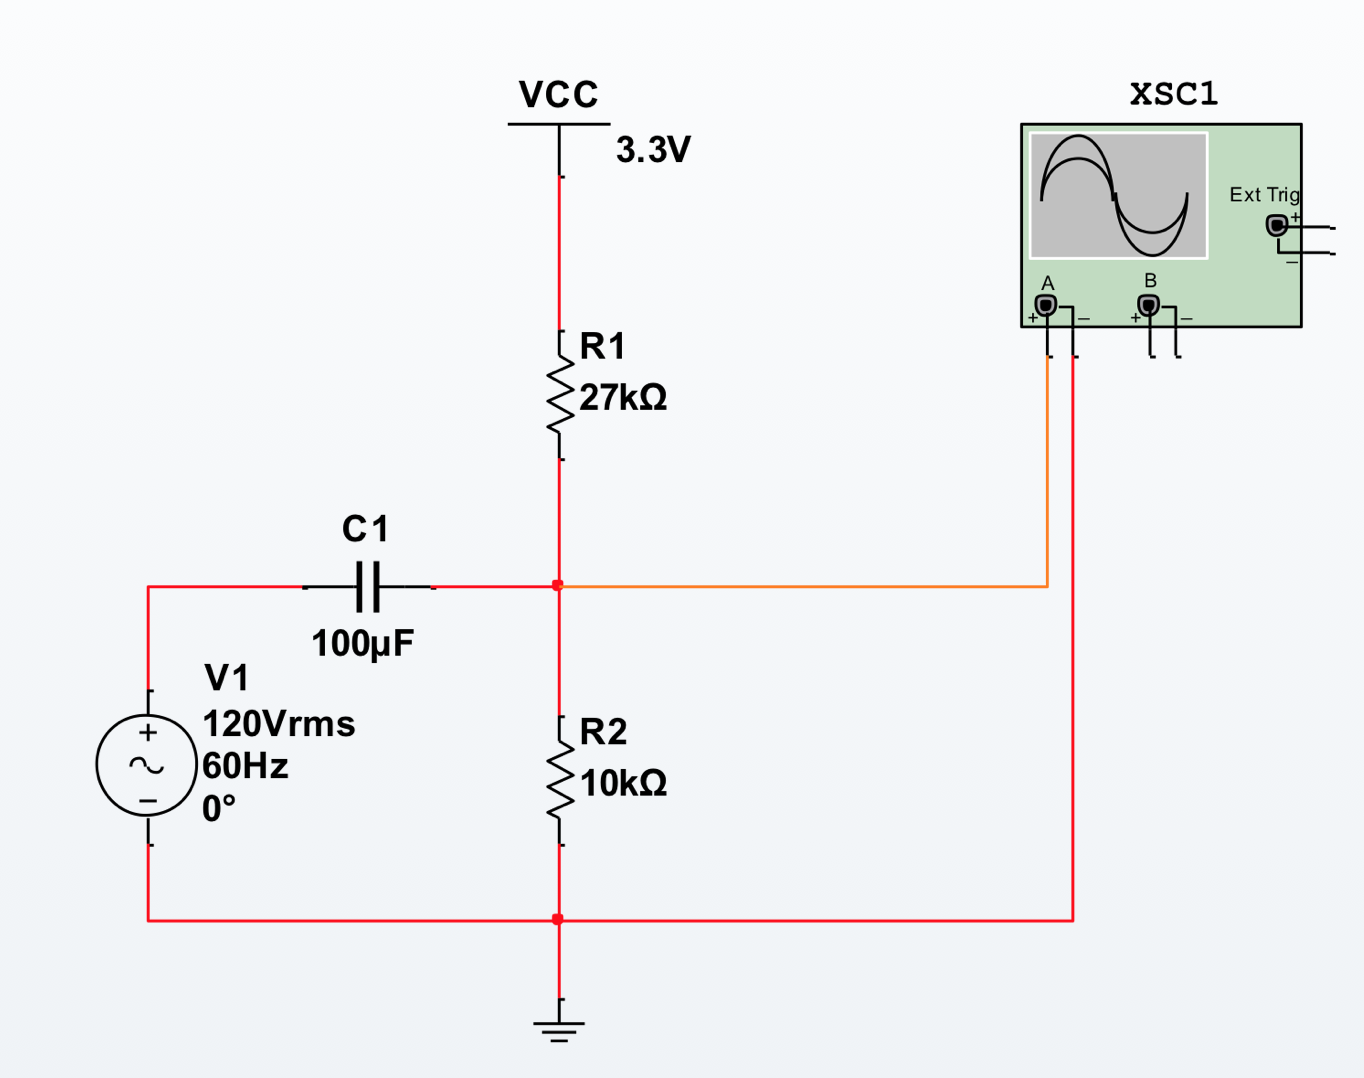 VCC
3.3V
XSC1
Ext Trig
+
_
A
B
+
_
+
_
R1
27kΩ
C1
100µF
V1
120Vrms
60Hz
0°
+
−
R2
10kΩ